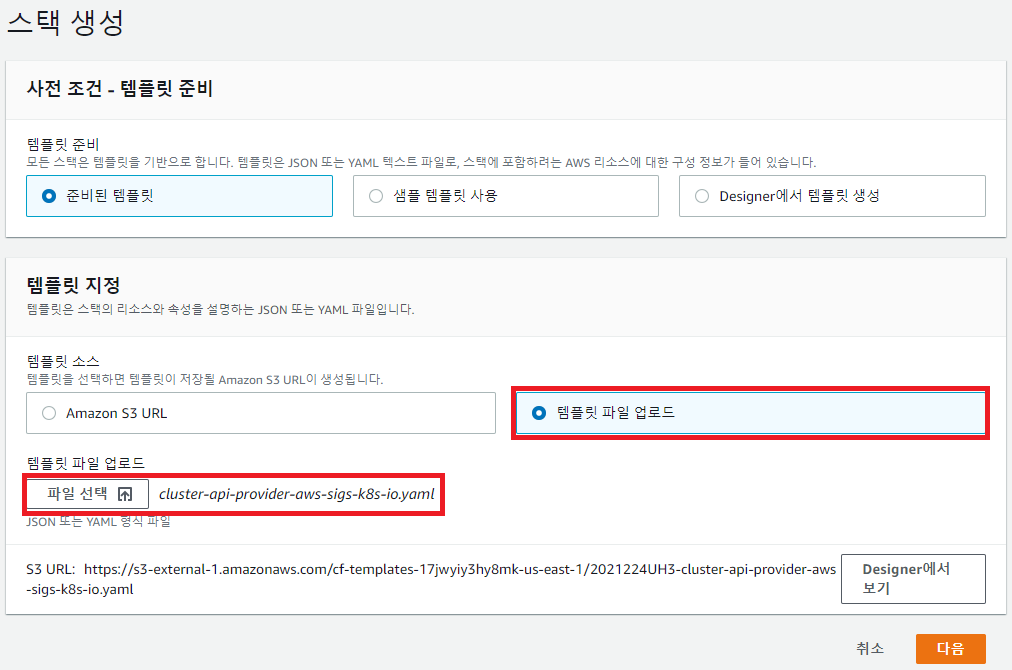 스택 생성
사전 조건 - 템플릿 준비
템플릿 준비
모든 스택은 템플릿을 기반으로 합니다. 템플릿은 JSON 또는 YAML 텍스트 파일로, 스택에 포함하려는 AWS 리소스에 대한 구성 정보가 들어 있습니다.
준비된 템플릿
샘플 템플릿 사용
Designer에서 템플릿 생성
템플릿 지정
템플릿은 스택의 리소스와 속성을 설명하는 JSON 또는 YAML 파일입니다.
템플릿 소스
템플릿을 선택하면 템플릿이 저장될 Amazon S3 URL이 생성됩니다.
Amazon S3 URL
템플릿 파일 업로드
템플릿 파일 업로드
파일 선택 cluster-api-provider-aws-sigs-k8s-io.yaml
JSON 또는 YAML 형식 파일
S3 URL: https://s3-external-1.amazonaws.com/cf-templates-17jwyiy3hy8mk-us-east-1/2021224UH3-cluster-api-provider-aws
-sigs-k8s-io.yaml
Designer에서
보기
취소
다음